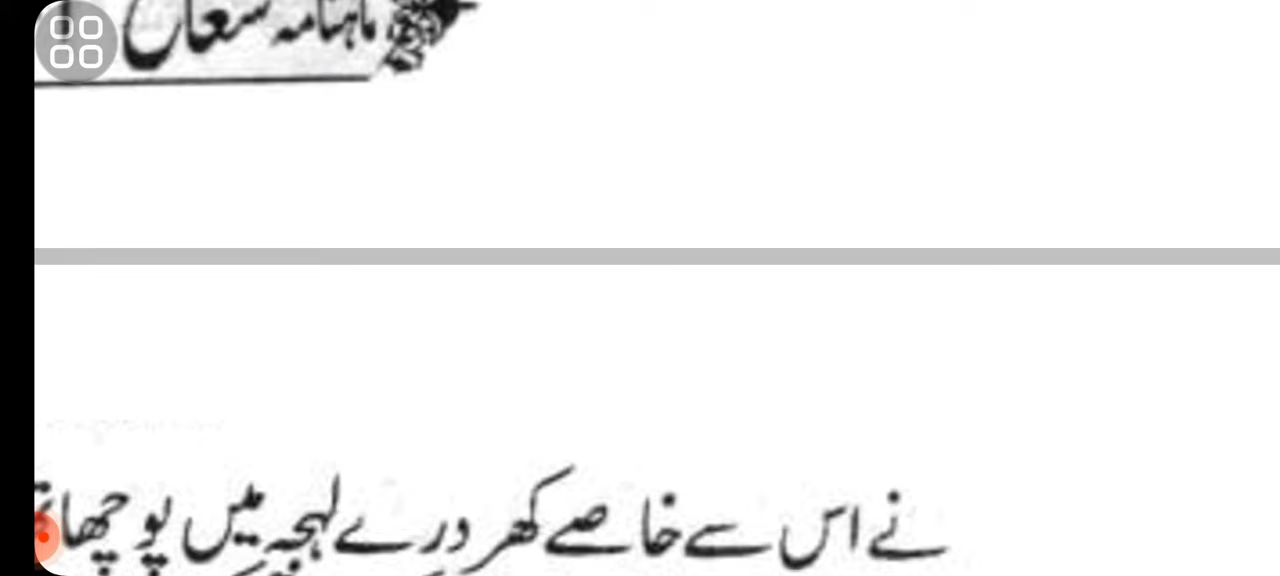 ماہنامہ شعاع
نے اس سے خاصے کھردرے لہجہ میں پوچھا